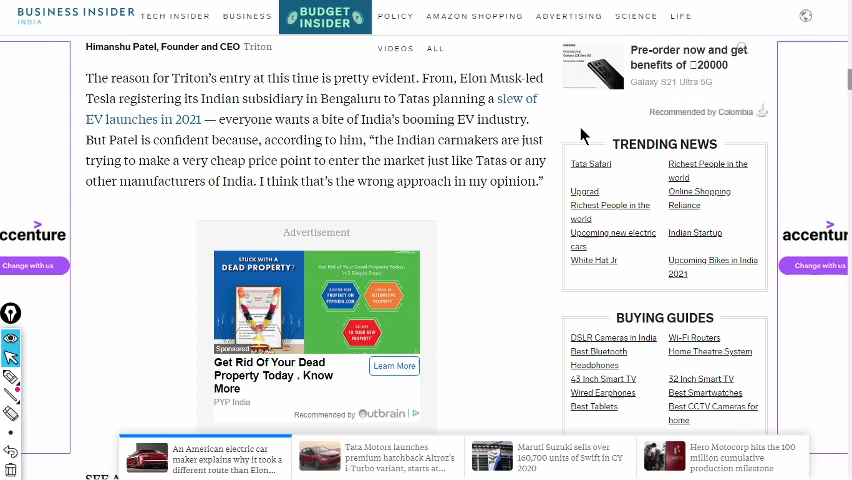 BUSINESS INSIDER
INDIA
TECH INSIDER
BUSINESS
BUDGET
INSIDER
POLICY
AMAZON SHOPPING
ADVERTISING
SCIENCE
LIFE
VIDEOS
ALL
Himanshu Patel, Founder and CEO Triton
The reason for Triton's entry at this time is pretty evident. From, Elon Musk-led
Tesla registering its Indian subsidiary in Bengaluru to Tatas planning a slew of
EV launches in 2021 — everyone wants a bite of India's booming EV industry.
But Patel is confident because, according to him, “the Indian carmakers are just
trying to make a very cheap price point to enter the market just like Tatas or any
other manufacturers of India. I think that's the wrong approach in my opinion.”
Advertisement
STUCK WITH A
DEAD PROPERTY?
Get Rid Of Your Dead Property Today,
Sponsored
Get Rid Of Your Dead
Property Today . Know
More
Learn More
PYP India
Recommended by Outbrain
Pre-order now and get
benefits of 20000
Galaxy S21 Ultra 5G
Recommended by Colombia
TRENDING NEWS
Tata Safari
Richest People in the
world
Upgrad
Online Shopping
Richest People in the
world
Reliance
Upcoming new electric
cars
Indian Startup
White Hat Jr
Upcoming Bikes in India
2021
BUYING GUIDES
DSLR Cameras in India
Wi-Fi Routers
Best Bluetooth
Headphones
Home Theatre System
43 Inch Smart TV
32 Inch Smart TV
Wired Earphones
Best Smartwatches
Best Tablets
Best CCTV Cameras for
home
accenture
Change with us
accentur
Change with us
An American electric car
maker explains why it took a
different route than Elon...
Tata Motors launches
premium hatchback Altroz's
i-Turbo variant, starts at...
Maruti Suzuki sells over
160,700 units of Swift in CY
2020
Hero Motocorp hits the 100
million cumulative
production milestone